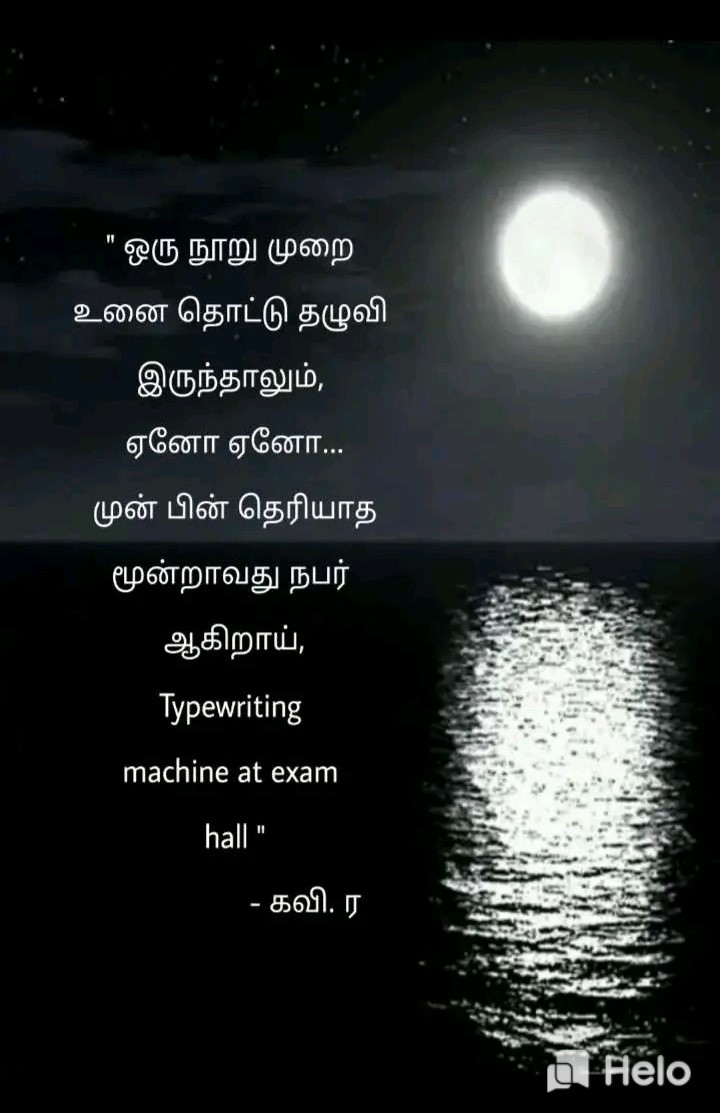 " ஒரு நூறு முறை
உனை தொட்டு தழுவி
இருந்தாலும்,
ஏனோ ஏனோ...
முன் பின் தெரியாத
மூன்றாவது நபர்
ஆகிறாய்,
Typewriting
machine at exam
hall "
- கவி. ர
Helo